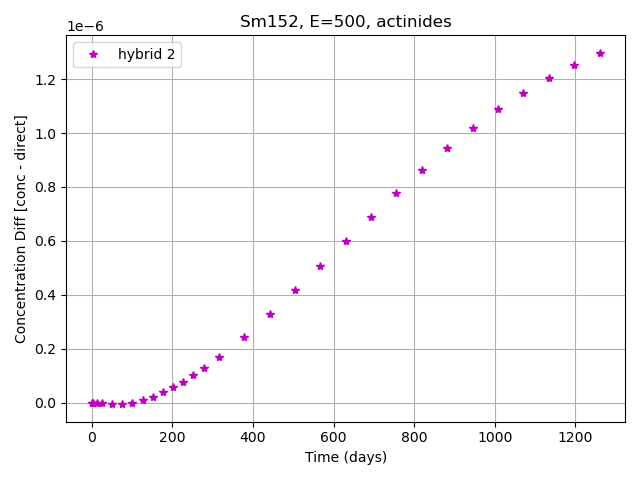 Sm152, E=500, actinides
1e−6
hybrid 2
Concentration Diff [conc - direct]
1.2
1.0
0.8
0.6
0.4
0.2
0.0
0 200 400 600 800 1000 1200
Time (days)